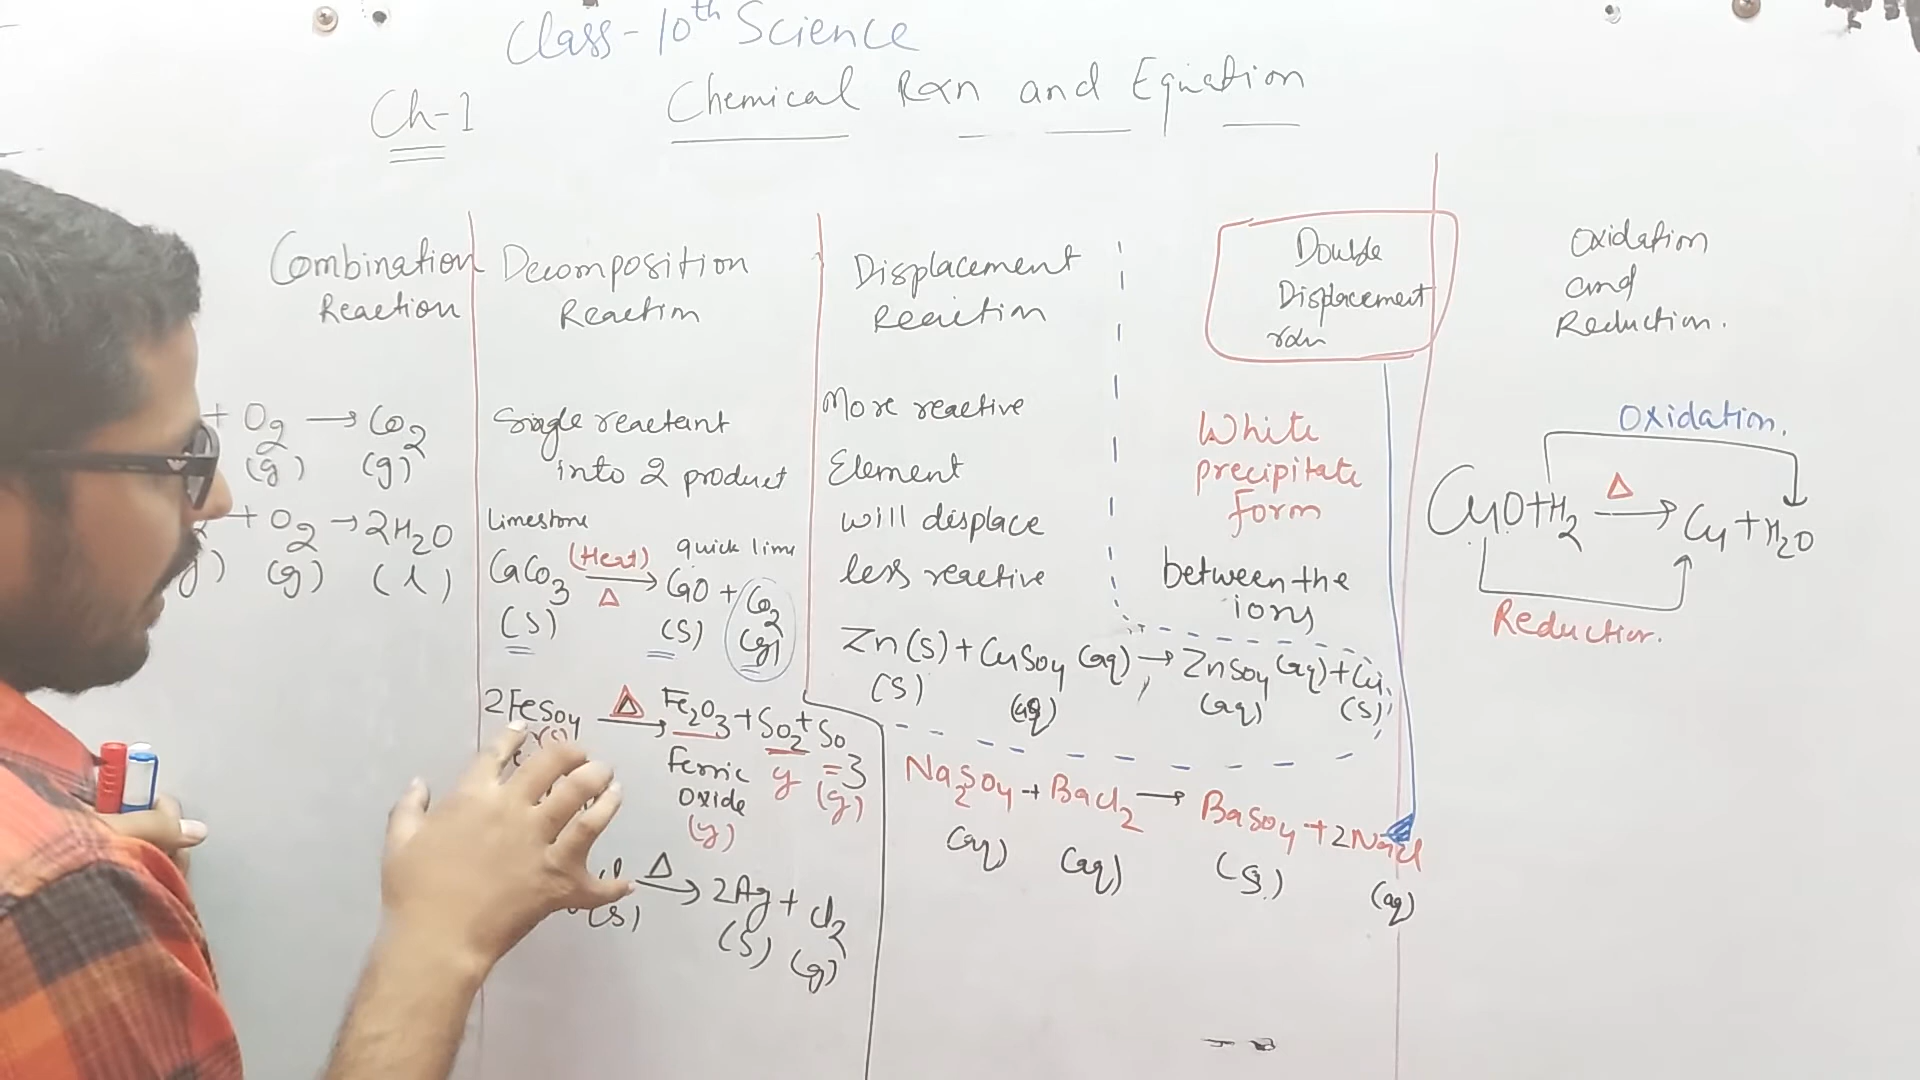 Class-10th Science
Ch-1
Chemical Rxn and Equation
Combination
Reaction
+ O2 → CO2
(g) (g)
+ O2 → 2H2O
) (g) (l)
Decomposition
Reaction
Single reactant
into 2 product
Limestone
(Heat) quick lime
CaCO3 Δ → CaO + CO2
(S) (S) (g)
2FeSO4 Δ → Fe2O3 + SO2 + SO3
Ferric
Oxide
(g) g (g)
Δ → 2Ag + Cl2
(S) (S) (g)
Displacement
Reaction
More reactive
Element
will displace
less reactive
Zn(s) + CuSO4 (aq) → ZnSO4 (aq) + Cu
(S) (aq) (aq) (S)
Double
Displacement
rxn
White
precipitate
form
between the
ions
Na2SO4 + BaCl2 → BaSO4 + 2NaCl
(aq) (aq) (S) (aq)
Oxidation
and
Reduction.
Oxidation.
CuO + H2 Δ → Cu + H2O
Reduction.